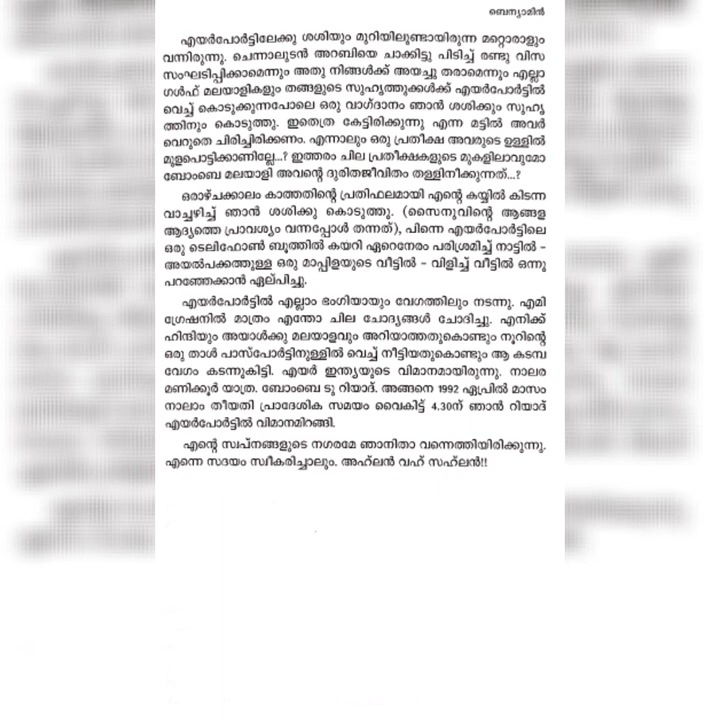 ബെന്യാമിൻ
എയർപോർട്ടിലേക്കു ശശിയും മുറിയിലുണ്ടായിരുന്ന മറ്റൊരാളും
വന്നിരുന്നു. ചെന്നാലുടൻ അറബിയെ ചാക്കിട്ടു പിടിച്ച് രണ്ടു വിസ
സംഘടിപ്പിക്കാമെന്നും അതു നിങ്ങൾക്ക് അയച്ചു തരാമെന്നും എല്ലാ
ഗൾഫ് മലയാളികളും തങ്ങളുടെ സുഹൃത്തുക്കൾക്ക് എയർപോർട്ടിൽ
വെച്ച് കൊടുക്കുന്നപോലെ ഒരു വാഗ്ദാനം ഞാൻ ശശിക്കും സുഹൃ
ത്തിനും കൊടുത്തു. ഇതെത്ര കേട്ടിരിക്കുന്നു എന്ന മട്ടിൽ അവർ
വെറുതെ ചിരിച്ചിരിക്കണം. എന്നാലും ഒരു പ്രതീക്ഷ അവരുടെ ഉള്ളിൽ
മുളപൊട്ടിക്കാണില്ലേ...? ഇത്തരം ചില പ്രതീക്ഷകളുടെ മുകളിലാവുമോ
ബോംബെ മലയാളി അവന്റെ ദുരിതജീവിതം തള്ളിനീക്കുന്നത്...?
ഒരാഴ്ചക്കാലം കാത്തതിന്റെ പ്രതിഫലമായി എന്റെ കയ്യിൽ കിടന്ന
വാച്ചഴിച്ച് ഞാൻ ശശിക്കു കൊടുത്തു. (സൈനുവിന്റെ ആങ്ങള
ആദ്യത്തെ പ്രാവശ്യം വന്നപ്പോൾ തന്നത്), പിന്നെ എയർപോർട്ടിലെ
ഒരു ടെലിഫോൺ ബൂത്തിൽ കയറി ഏറെനേരം പരിശ്രമിച്ച് നാട്ടിൽ -
അയൽപക്കത്തുള്ള ഒരു മാപ്പിളയുടെ വീട്ടിൽ - വിളിച്ച് വീട്ടിൽ ഒന്നു
പറഞ്ഞേക്കാൻ ഏല്പിച്ചു.
എയർപോർട്ടിൽ എല്ലാം ഭംഗിയായും വേഗത്തിലും നടന്നു. എമി
ഗ്രേഷനിൽ മാത്രം എന്തോ ചില ചോദ്യങ്ങൾ ചോദിച്ചു. എനിക്ക്
ഹിന്ദിയും അയാൾക്കു മലയാളവും അറിയാത്തതുകൊണ്ടും നൂറിന്റെ
ഒരു താൾ പാസ്പോർട്ടിനുള്ളിൽ വെച്ച് നീട്ടിയതുകൊണ്ടും ആ കടമ്പ
വേഗം കടന്നുകിട്ടി. എയർ ഇന്ത്യയുടെ വിമാനമായിരുന്നു. നാലര
മണിക്കൂർ യാത്ര. ബോംബെ ടു റിയാദ്. അങ്ങനെ 1992 ഏപ്രിൽ മാസം
നാലാം തീയതി പ്രാദേശിക സമയം വൈകിട്ട് 4.30ന് ഞാൻ റിയാദ്
എയർപോർട്ടിൽ വിമാനമിറങ്ങി.
എന്റെ സ്വപ്നങ്ങളുടെ നഗരമേ ഞാനിതാ വന്നെത്തിയിരിക്കുന്നു.
എന്നെ സദയം സ്വീകരിച്ചാലും. അഹ്‌ലൻ വഹ് സഹ്‌ലൻ!!